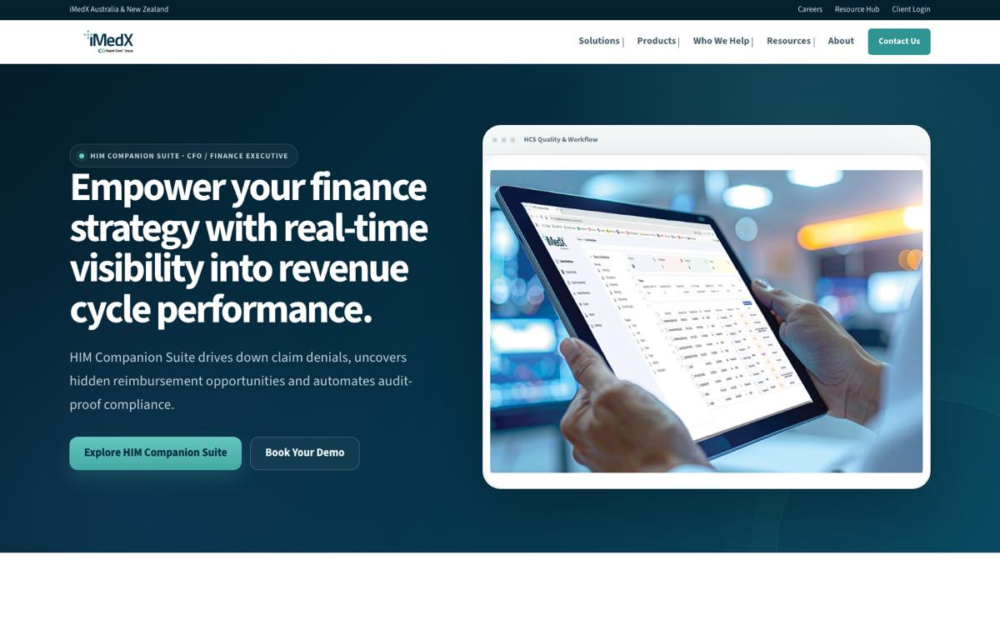 iMedX Australia & New Zealand
Careers
Resource Hub
Client Login
iMedX
Rapid Care Group
Solutions
Products
Who We Help
Resources
About
Contact Us
HIM COMPANION SUITE · CFO / FINANCE EXECUTIVE
Empower your finance
strategy with real-time
visibility into revenue
cycle performance.
HIM Companion Suite drives down claim denials, uncovers
hidden reimbursement opportunities and automates audit-
proof compliance.
Explore HIM Companion Suite
Book Your Demo
HCS Quality & Workflow
iMedX